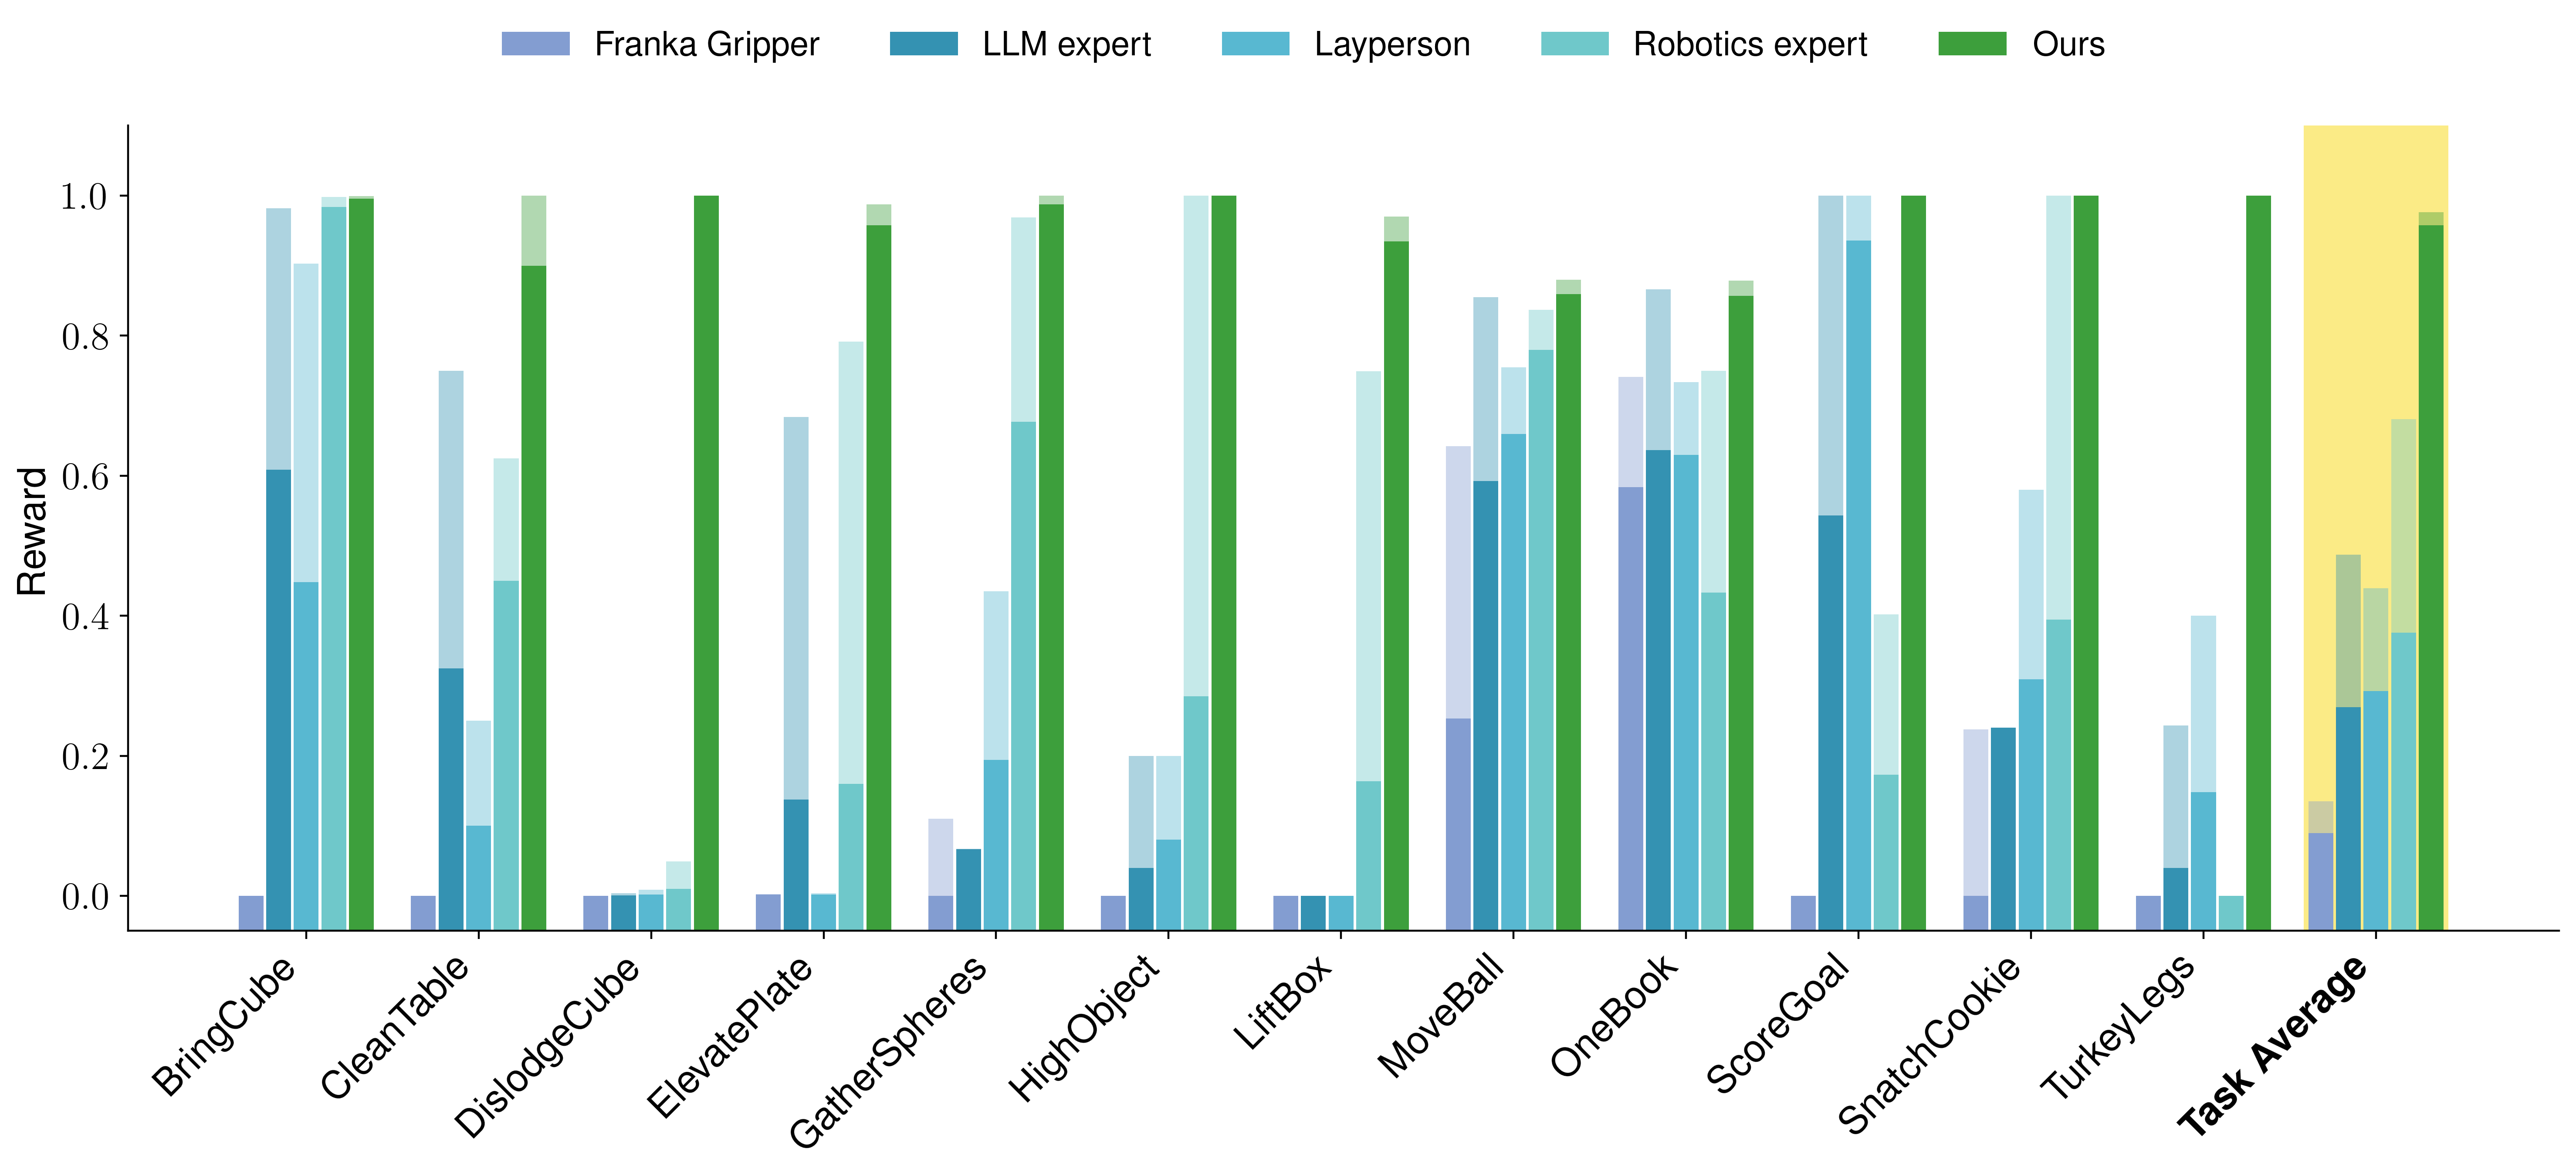 Franka Gripper LLM expert Layperson Robotics expert Ours
Reward
1.0
0.8
0.6
0.4
0.2
0.0
BringCube
CleanTable
DislodgeCube
ElevatePlate
GatherSpheres
HighObject
LiftBox
MoveBall
OneBook
ScoreGoal
SnatchCookie
TurkeyLegs
Task Average